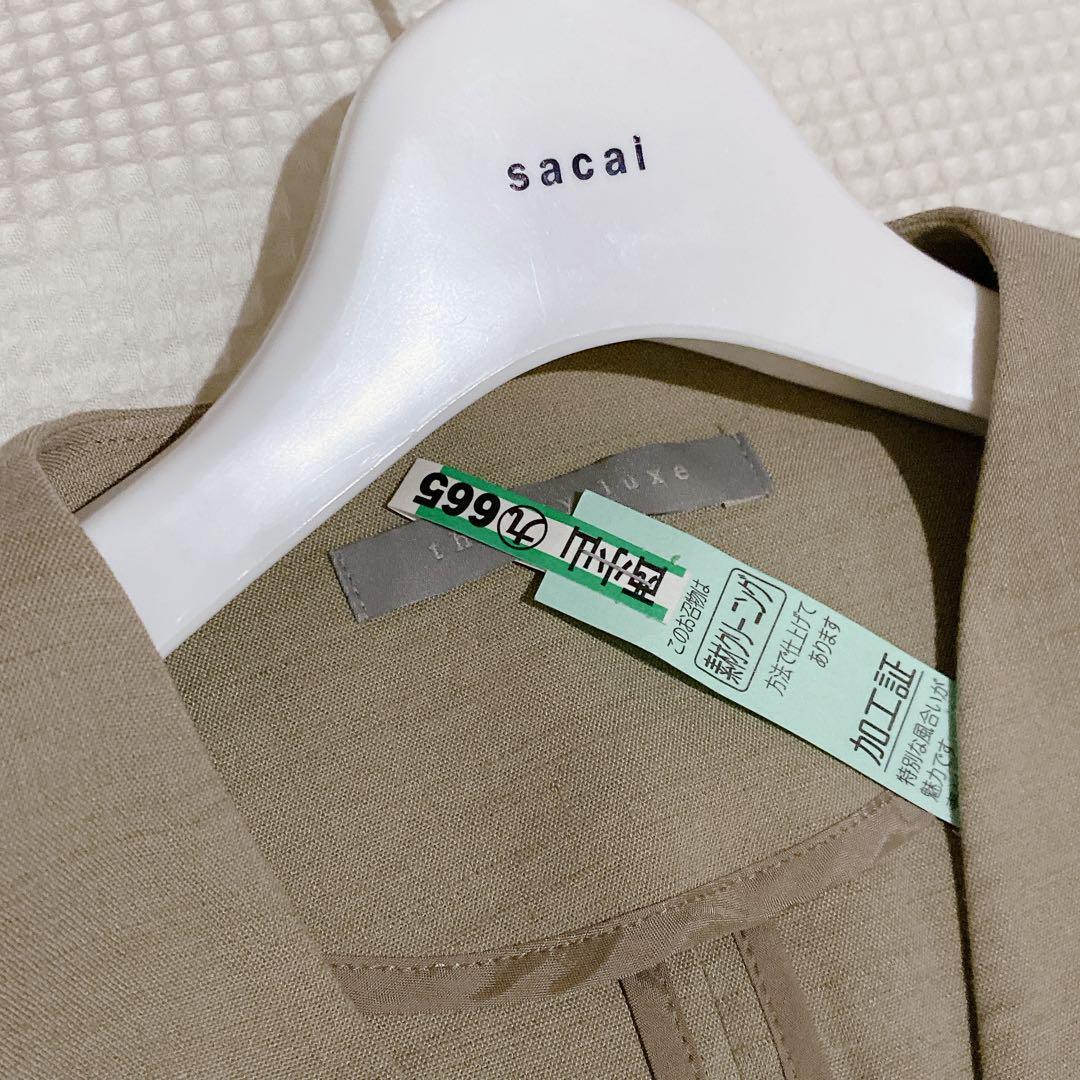 sacai
luxe
665 九
このお召物は
素材クリーニング
方法で仕上げて
あります
加工証
特別な風合いが
魅力です